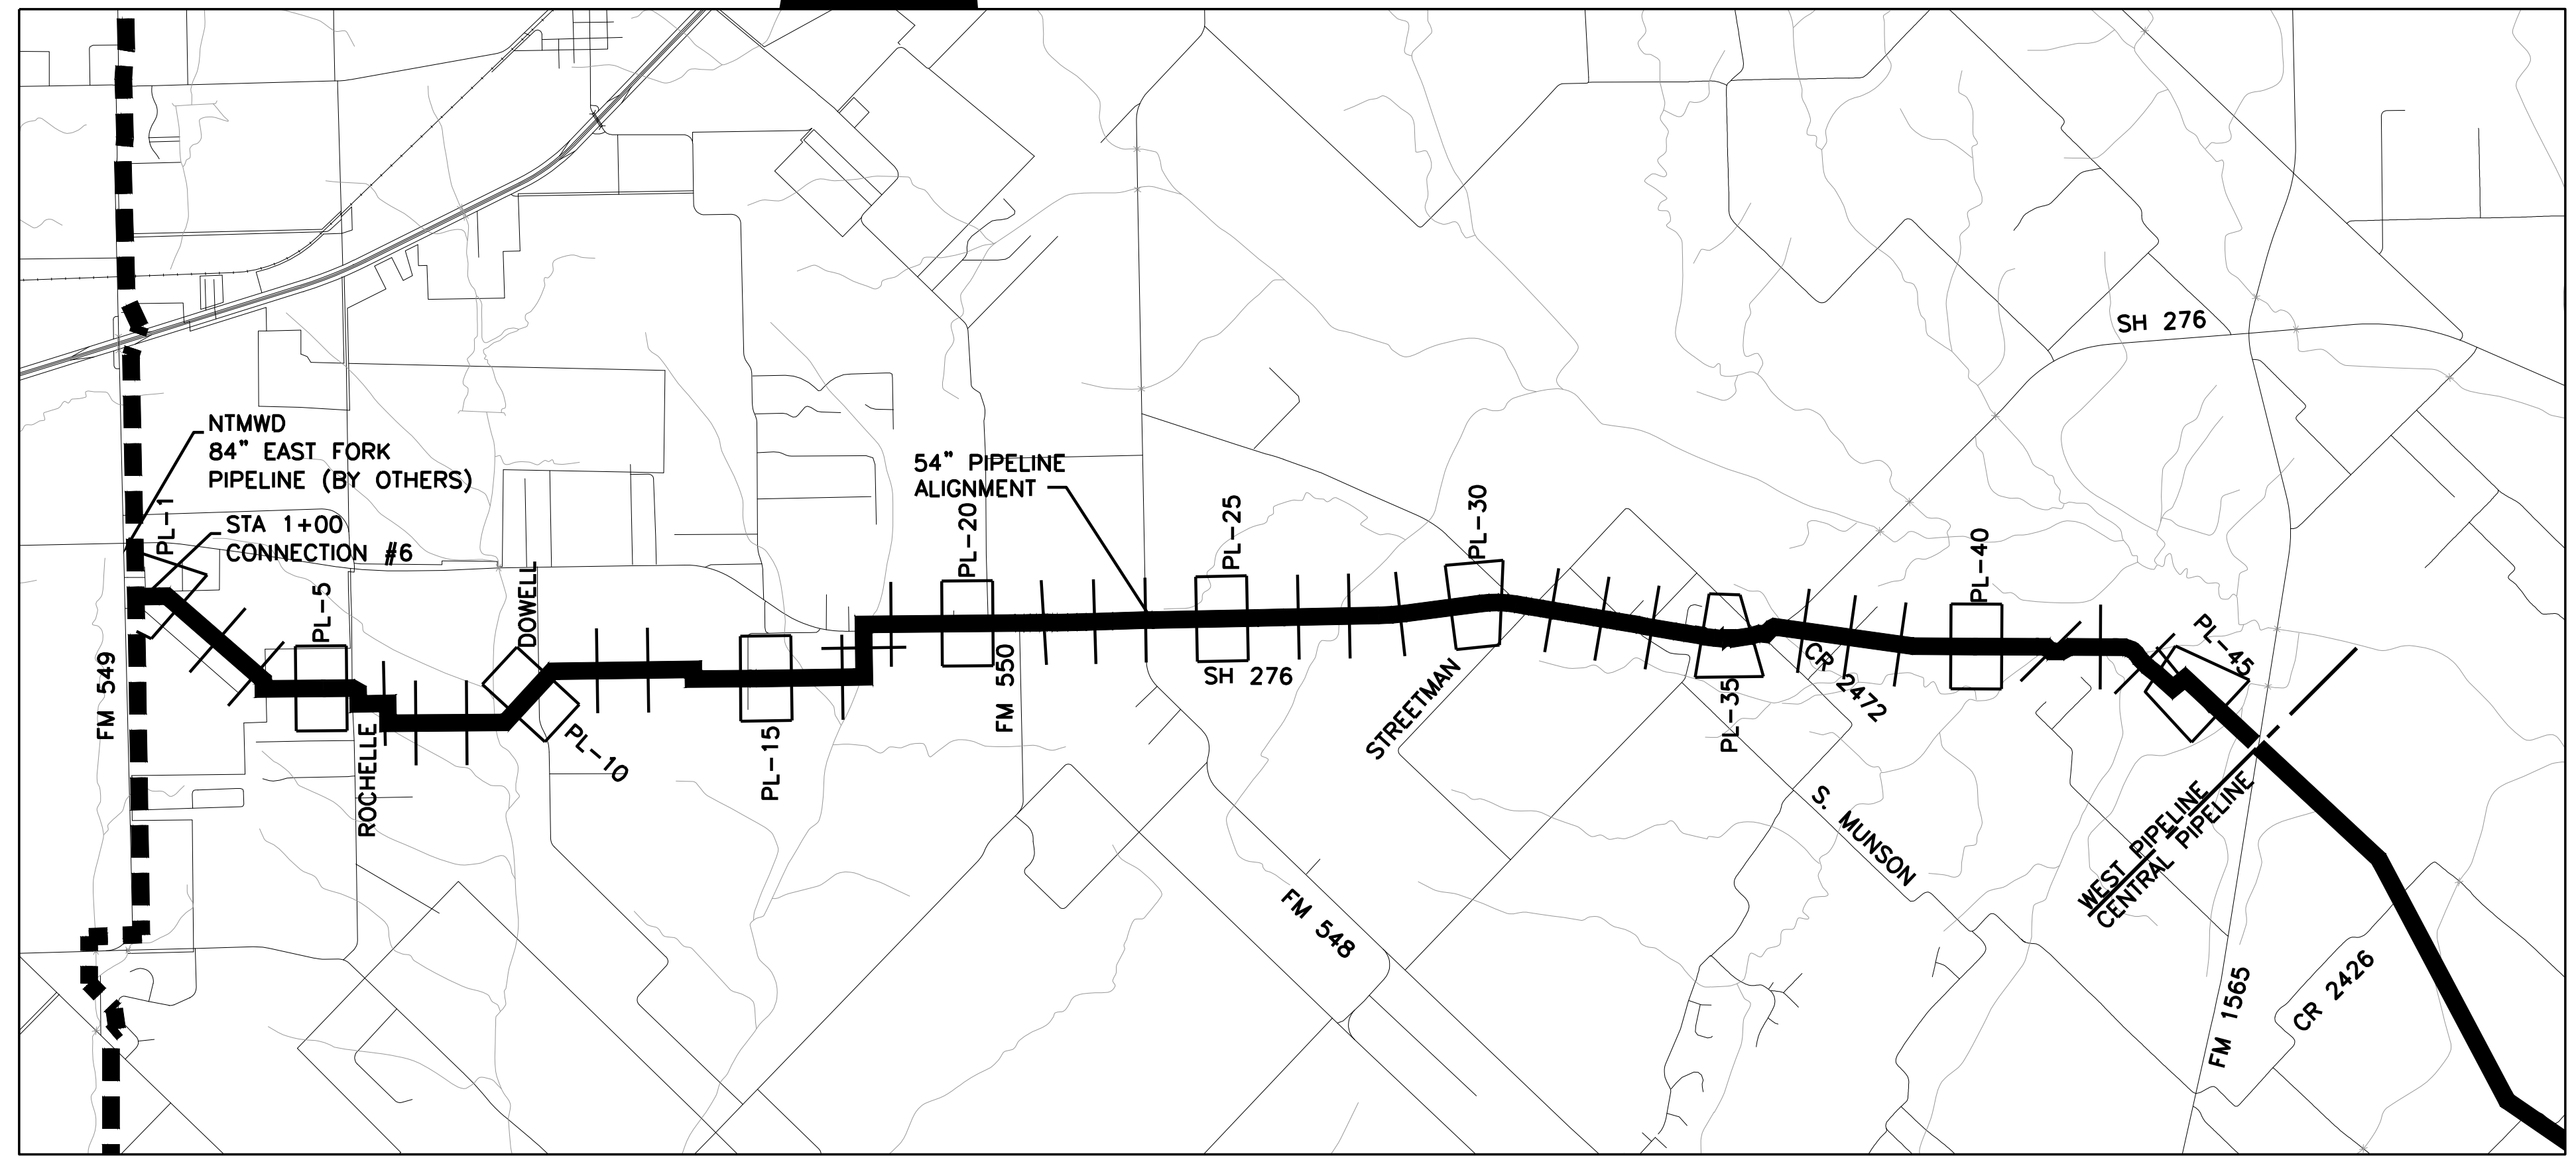 SH 276
NTMWD
84" EAST FORK
PIPELINE (BY OTHERS)
PL-1
STA 1+00
CONNECTION #6
54" PIPELINE
ALIGNMENT
PL-5
DOWELL
PL-20
PL-25
PL-30
PL-40
PL-45
FM 549
ROCHELLE
PL-10
PL-15
FM 550
SH 276
STREETMAN
PL-35
CR 2472
S. MUNSON
WEST PIPELINE
CENTRAL PIPELINE
FM 548
FM 1565
CR 2426